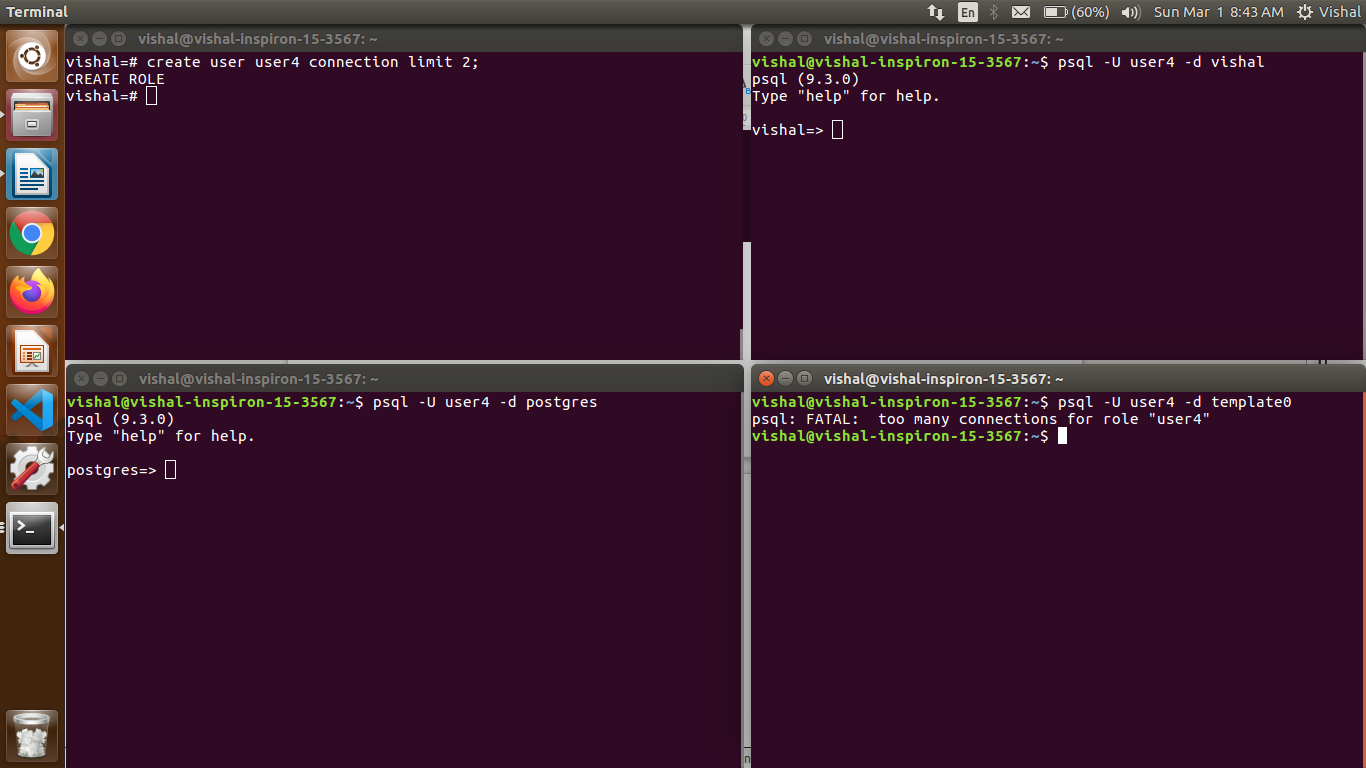 Terminal
En
(60%)
Sun Mar 1 8:43 AM
Vishal
vishal@vishal-inspiron-15-3567: ~
vishal=# create user user4 connection limit 2;
CREATE ROLE
vishal=#
vishal@vishal-inspiron-15-3567: ~
vishal@vishal-inspiron-15-3567:~$ psql -U user4 -d vishal
psql (9.3.0)
Type "help" for help.
vishal=>
vishal@vishal-inspiron-15-3567: ~
vishal@vishal-inspiron-15-3567:~$ psql -U user4 -d postgres
psql (9.3.0)
Type "help" for help.
postgres=>
vishal@vishal-inspiron-15-3567: ~
vishal@vishal-inspiron-15-3567:~$ psql -U user4 -d template0
psql: FATAL:  too many connections for role "user4"
vishal@vishal-inspiron-15-3567:~$